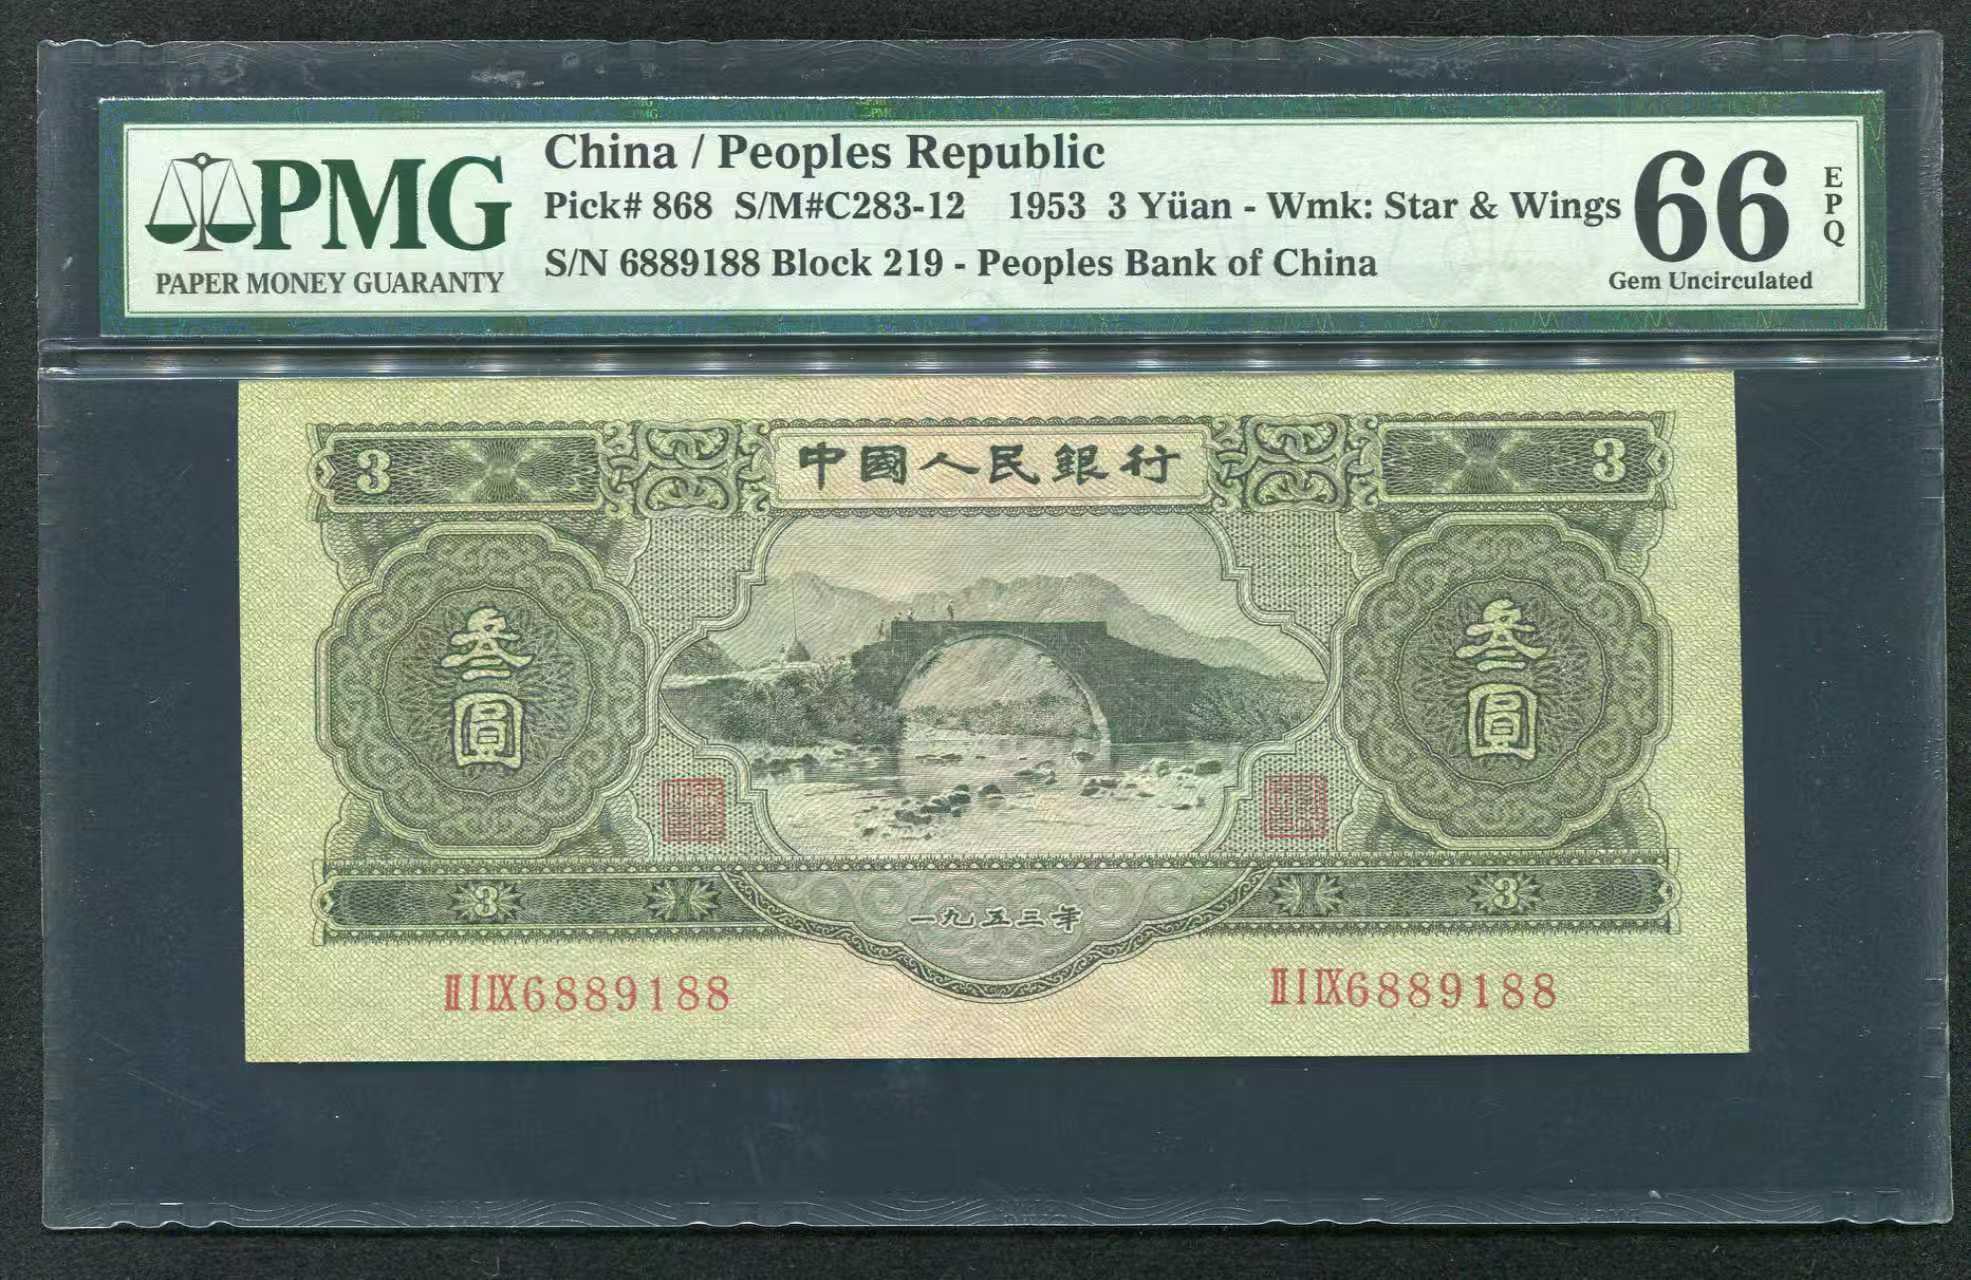 PMG
PAPER MONEY GUARANTY
China / Peoples Republic
Pick# 868 S/M#C283-12 1953 3 Yüan - Wmk: Star & Wings
S/N 6889188 Block 219 - Peoples Bank of China
66
EPQ
Gem Uncirculated
3
中國人民銀行
3
叁圓
叁圓
3
3
一九五三年
ⅡⅠⅨ6889188
ⅡⅠⅨ6889188